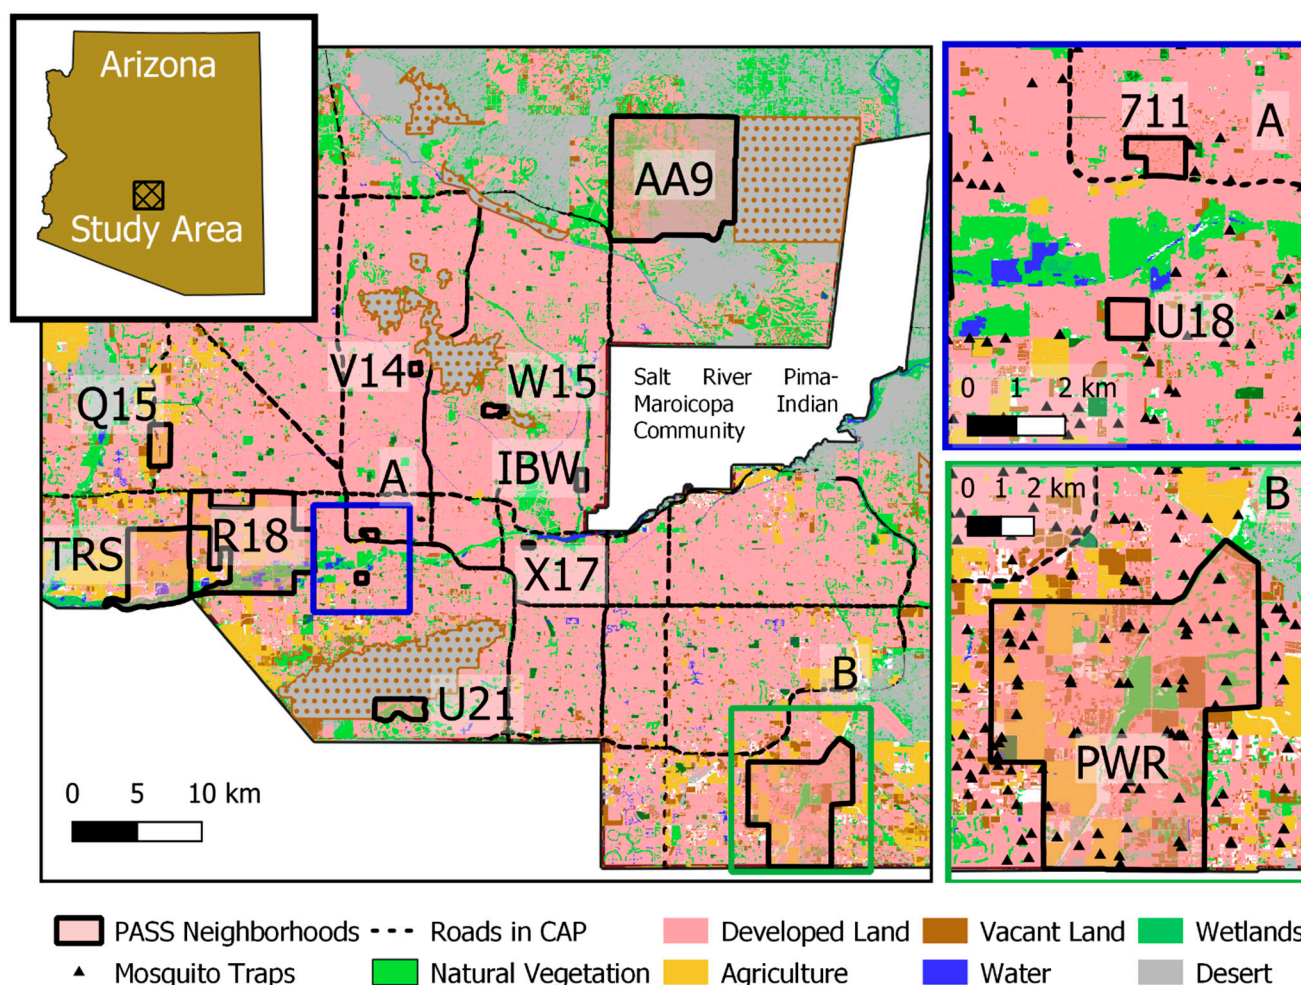 Arizona
Study Area
AA9
V14
W15
Q15
IBW
A
R18
TRS
X17
U21
B
Salt River Pima-
Maroicopa Indian
Community
0 5 10 km
711
A
U18
0 1 2 km
0 1 2 km
B
PWR
PASS Neighborhoods
Roads in CAP
Developed Land
Vacant Land
Wetlands
Mosquito Traps
Natural Vegetation
Agriculture
Water
Desert